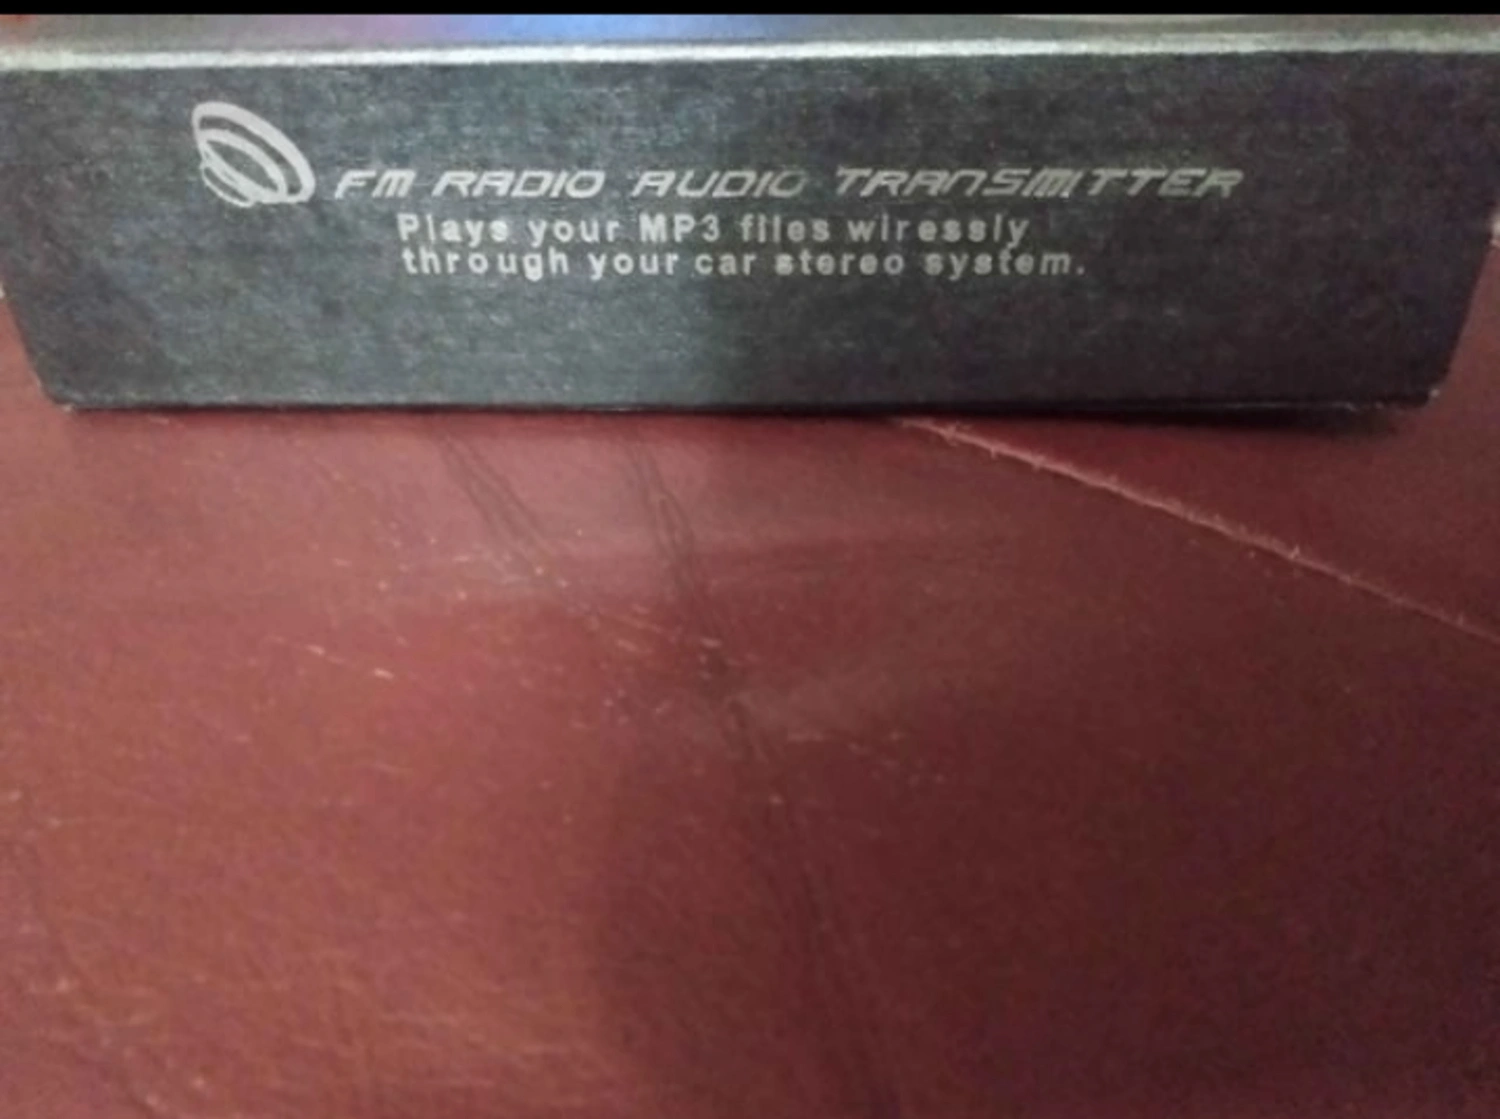 FM RADIO AUDIO TRANSMITTER
Plays your MP3 files wiressly
through your car stereo system.